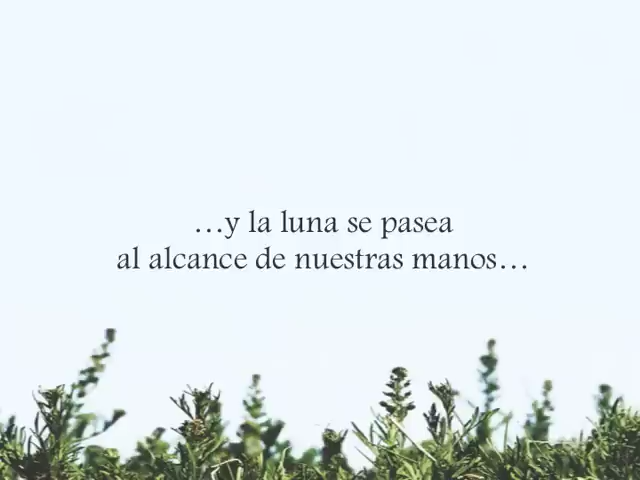 …y la luna se pasea
al alcance de nuestras manos…